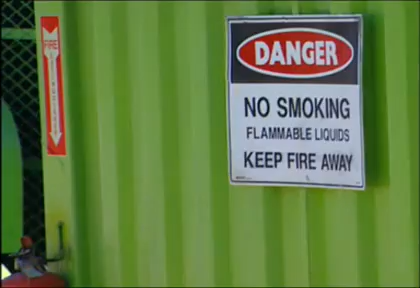 FIRE
DANGER
NO SMOKING
FLAMMABLE LIQUIDS
KEEP FIRE AWAY